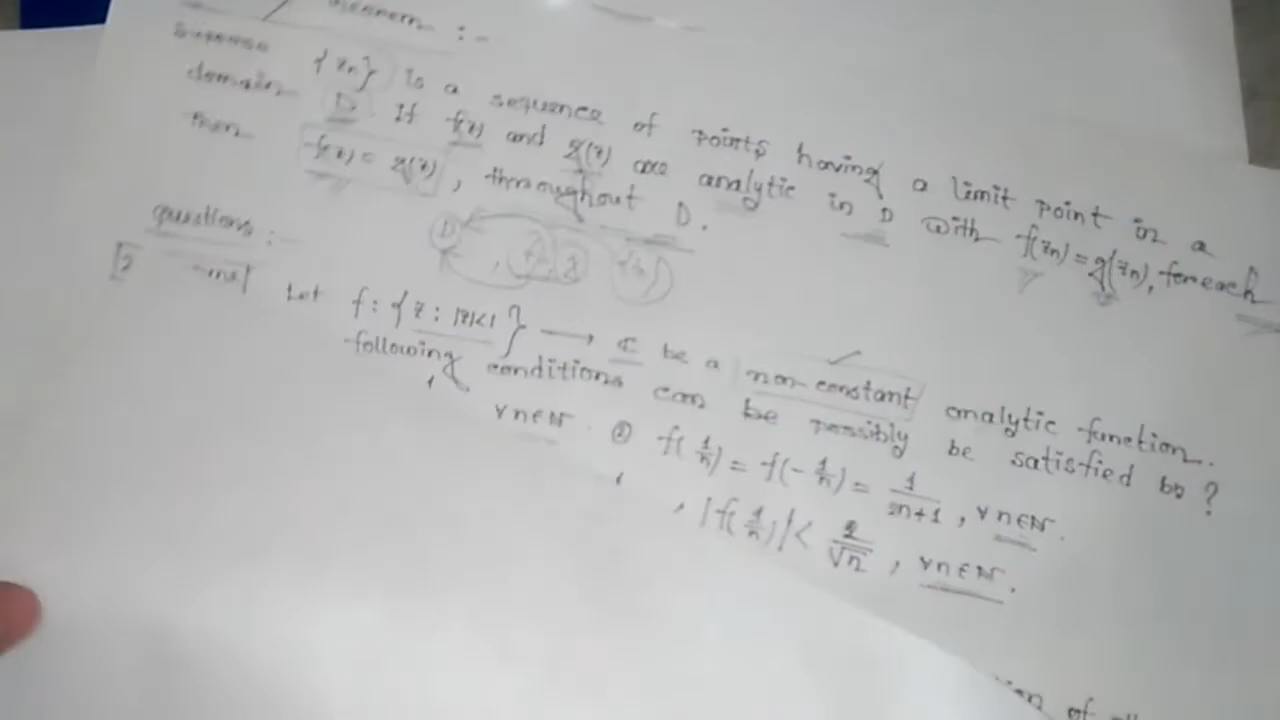 theorem :-
Suppose {zn} is a sequence of points having a limit point in a
domain D. If f(z) and g(z) are analytic in D with f(zn) = g(zn), for each
then f(z) = g(z), throughout D.
D
questions :-
Let f : {z : |z|<1} → ℂ be a non-constant analytic function.
following conditions can be possibly be satisfied by ?
∀ n∈ℕ. ② f(1/n) = f(-1/n) = 1/2n+1, ∀ n∈ℕ.
, |f(1/n)| < 2/√n, ∀ n∈ℕ.